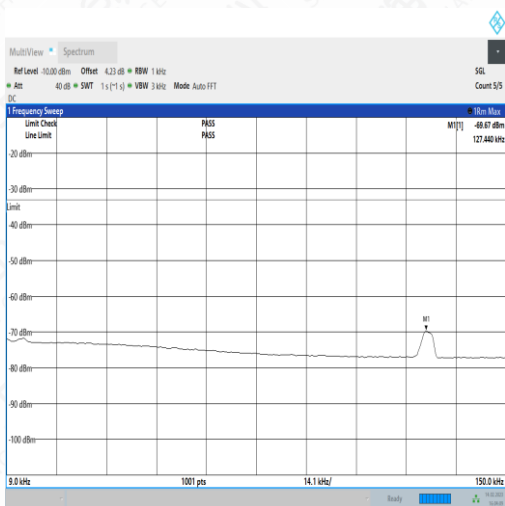 MultiView Spectrum
Ref Level -10.00 dBm Offset 4.23 dB RBW 1 kHz SGL
Att 40 dB SWT 1 s (~1 s) VBW 3 kHz Mode Auto FFT Count 5/5
DC
1 Frequency Sweep 1Rm Max
Limit Check PASS M1[1] -69.67 dBm
Line Limit PASS 127.440 kHz
-20 dBm
-30 dBm
Limit
-40 dBm
-50 dBm
-60 dBm
M1
-70 dBm
-80 dBm
-90 dBm
-100 dBm
9.0 kHz 1001 pts 14.1 kHz/ 150.0 kHz
Ready